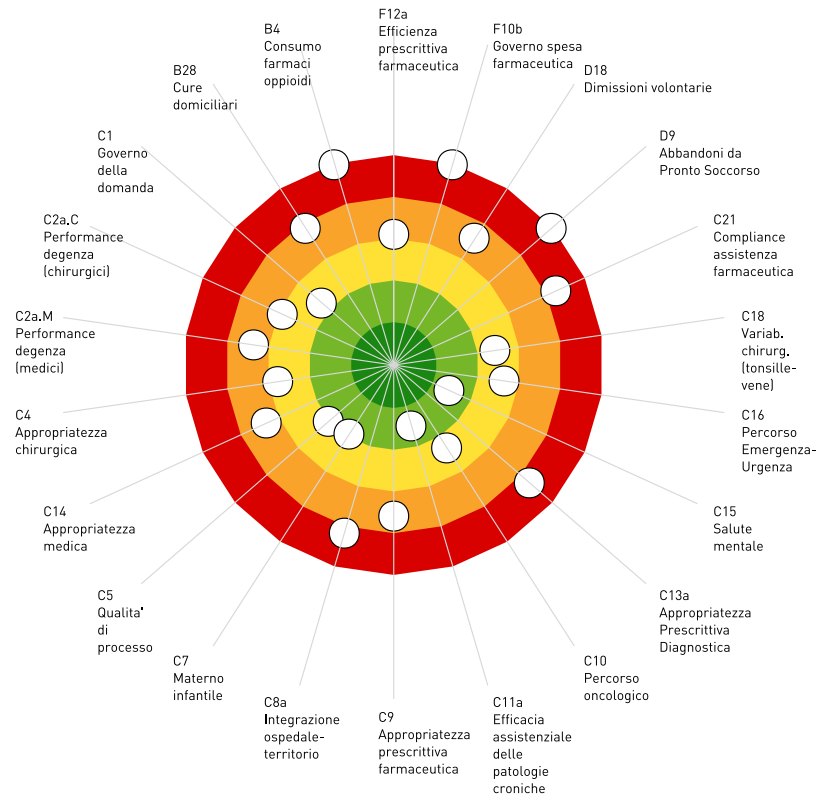 F12a
Efficienza
prescrittiva
farmaceutica
F10b
Governo spesa
farmaceutica
D18
Dimissioni volontarie
D9
Abbandoni da
Pronto Soccorso
C21
Compliance
assistenza
farmaceutica
C18
Variab.
chirurg.
(tonsille-
vene)
C16
Percorso
Emergenza-
Urgenza
C15
Salute
mentale
C13a
Appropriatezza
Prescrittiva
Diagnostica
C10
Percorso
oncologico
C11a
Efficacia
assistenziale
delle
patologie
croniche
C9
Appropriatezza
prescrittiva
farmaceutica
C8a
Integrazione
ospedale-
territorio
C7
Materno
infantile
C5
Qualita'
di
processo
C14
Appropriatezza
medica
C4
Appropriatezza
chirurgica
C2a.M
Performance
degenza
(medici)
C2a.C
Performance
degenza
(chirurgici)
C1
Governo
della
domanda
B28
Cure
domiciliari
B4
Consumo
farmaci
oppioidi